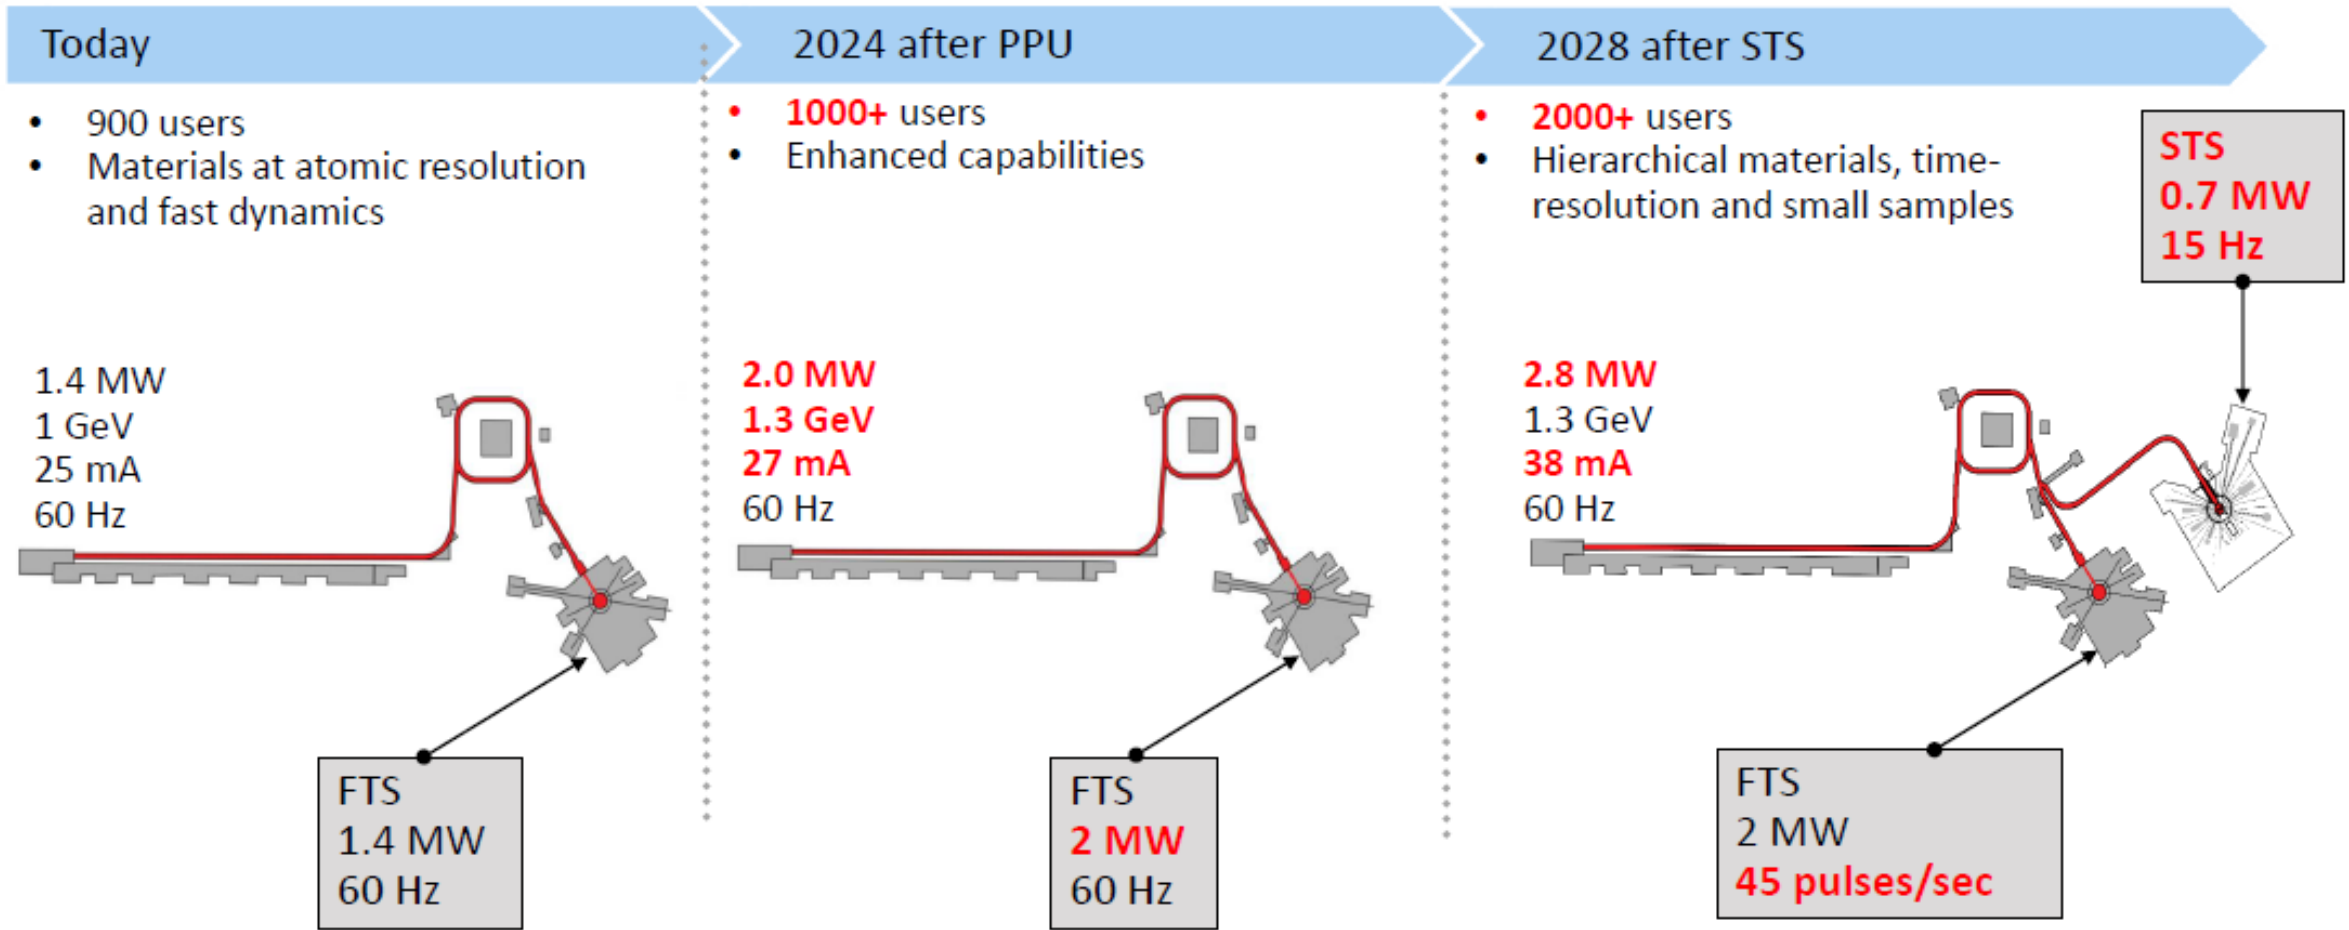 Today
• 900 users
• Materials at atomic resolution
and fast dynamics
1.4 MW
1 GeV
25 mA
60 Hz
FTS
1.4 MW
60 Hz
2024 after PPU
• 1000+ users
• Enhanced capabilities
2.0 MW
1.3 GeV
27 mA
60 Hz
FTS
2 MW
60 Hz
2028 after STS
• 2000+ users
• Hierarchical materials, time-
resolution and small samples
STS
0.7 MW
15 Hz
2.8 MW
1.3 GeV
38 mA
60 Hz
FTS
2 MW
45 pulses/sec